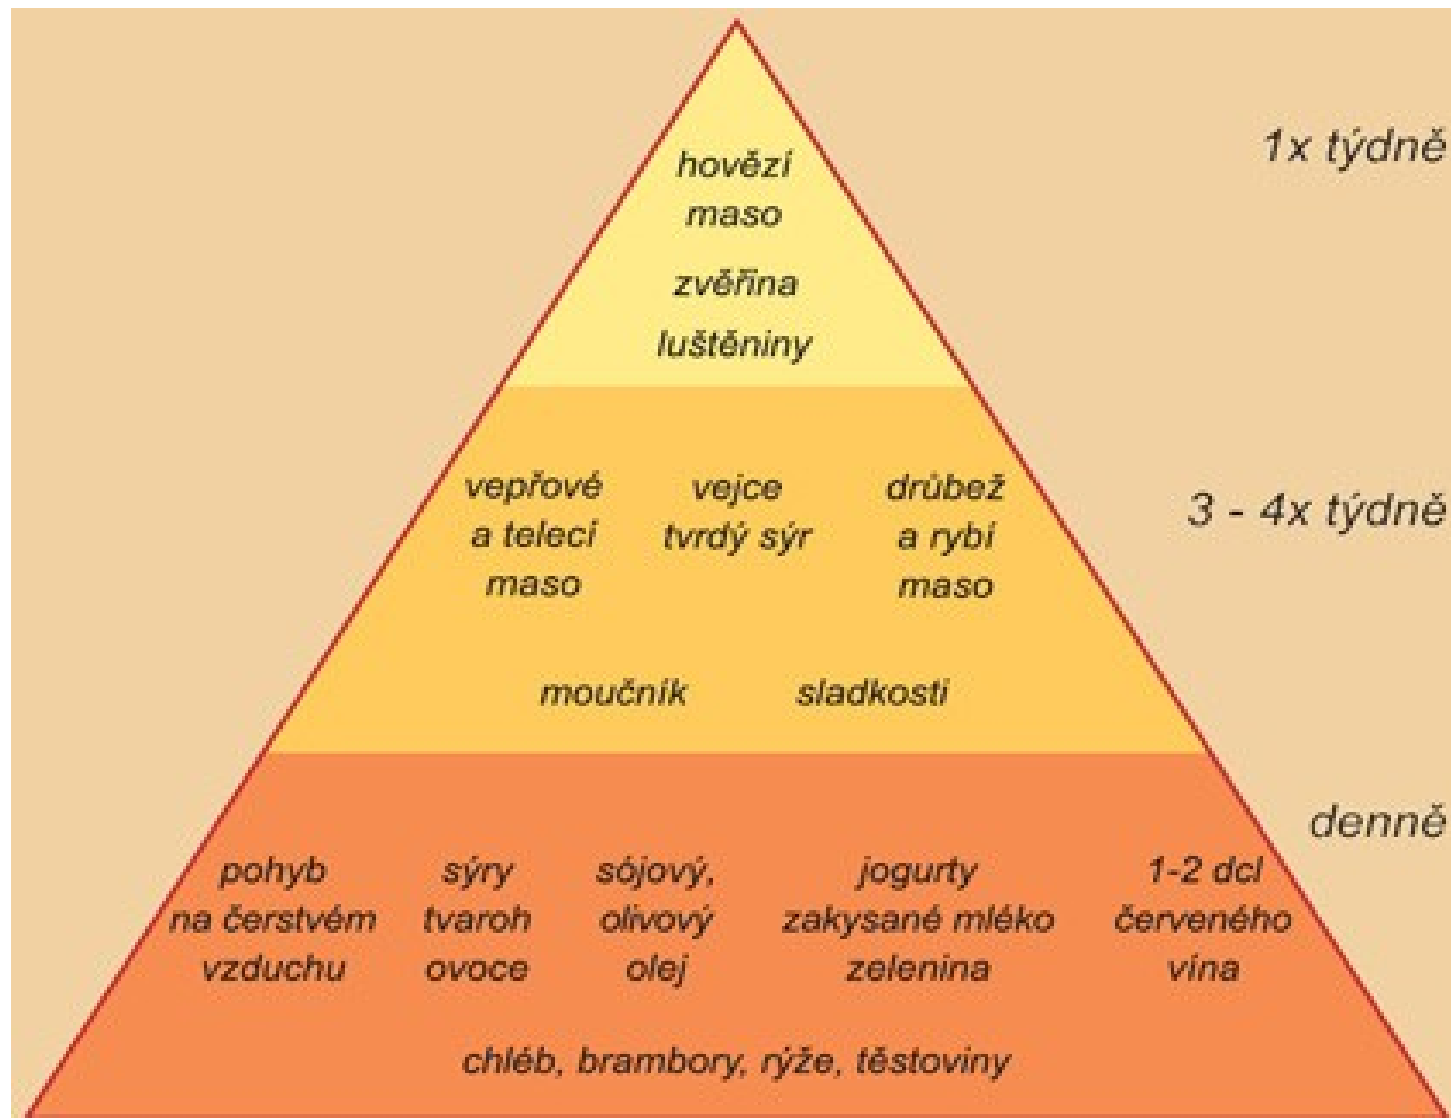 1x týdně
hovězí
maso
zvěřina
luštěniny
3 - 4x týdně
vepřové
a telecí
maso
vejce
tvrdý sýr
drůbež
a rybí
maso
moučník
sladkosti
denně
pohyb
na čerstvém
vzduchu
sýry
tvaroh
ovoce
sójový,
olivový
olej
jogurty
zakysané mléko
zelenina
1-2 dcl
červeného
vína
chléb, brambory, rýže, těstoviny